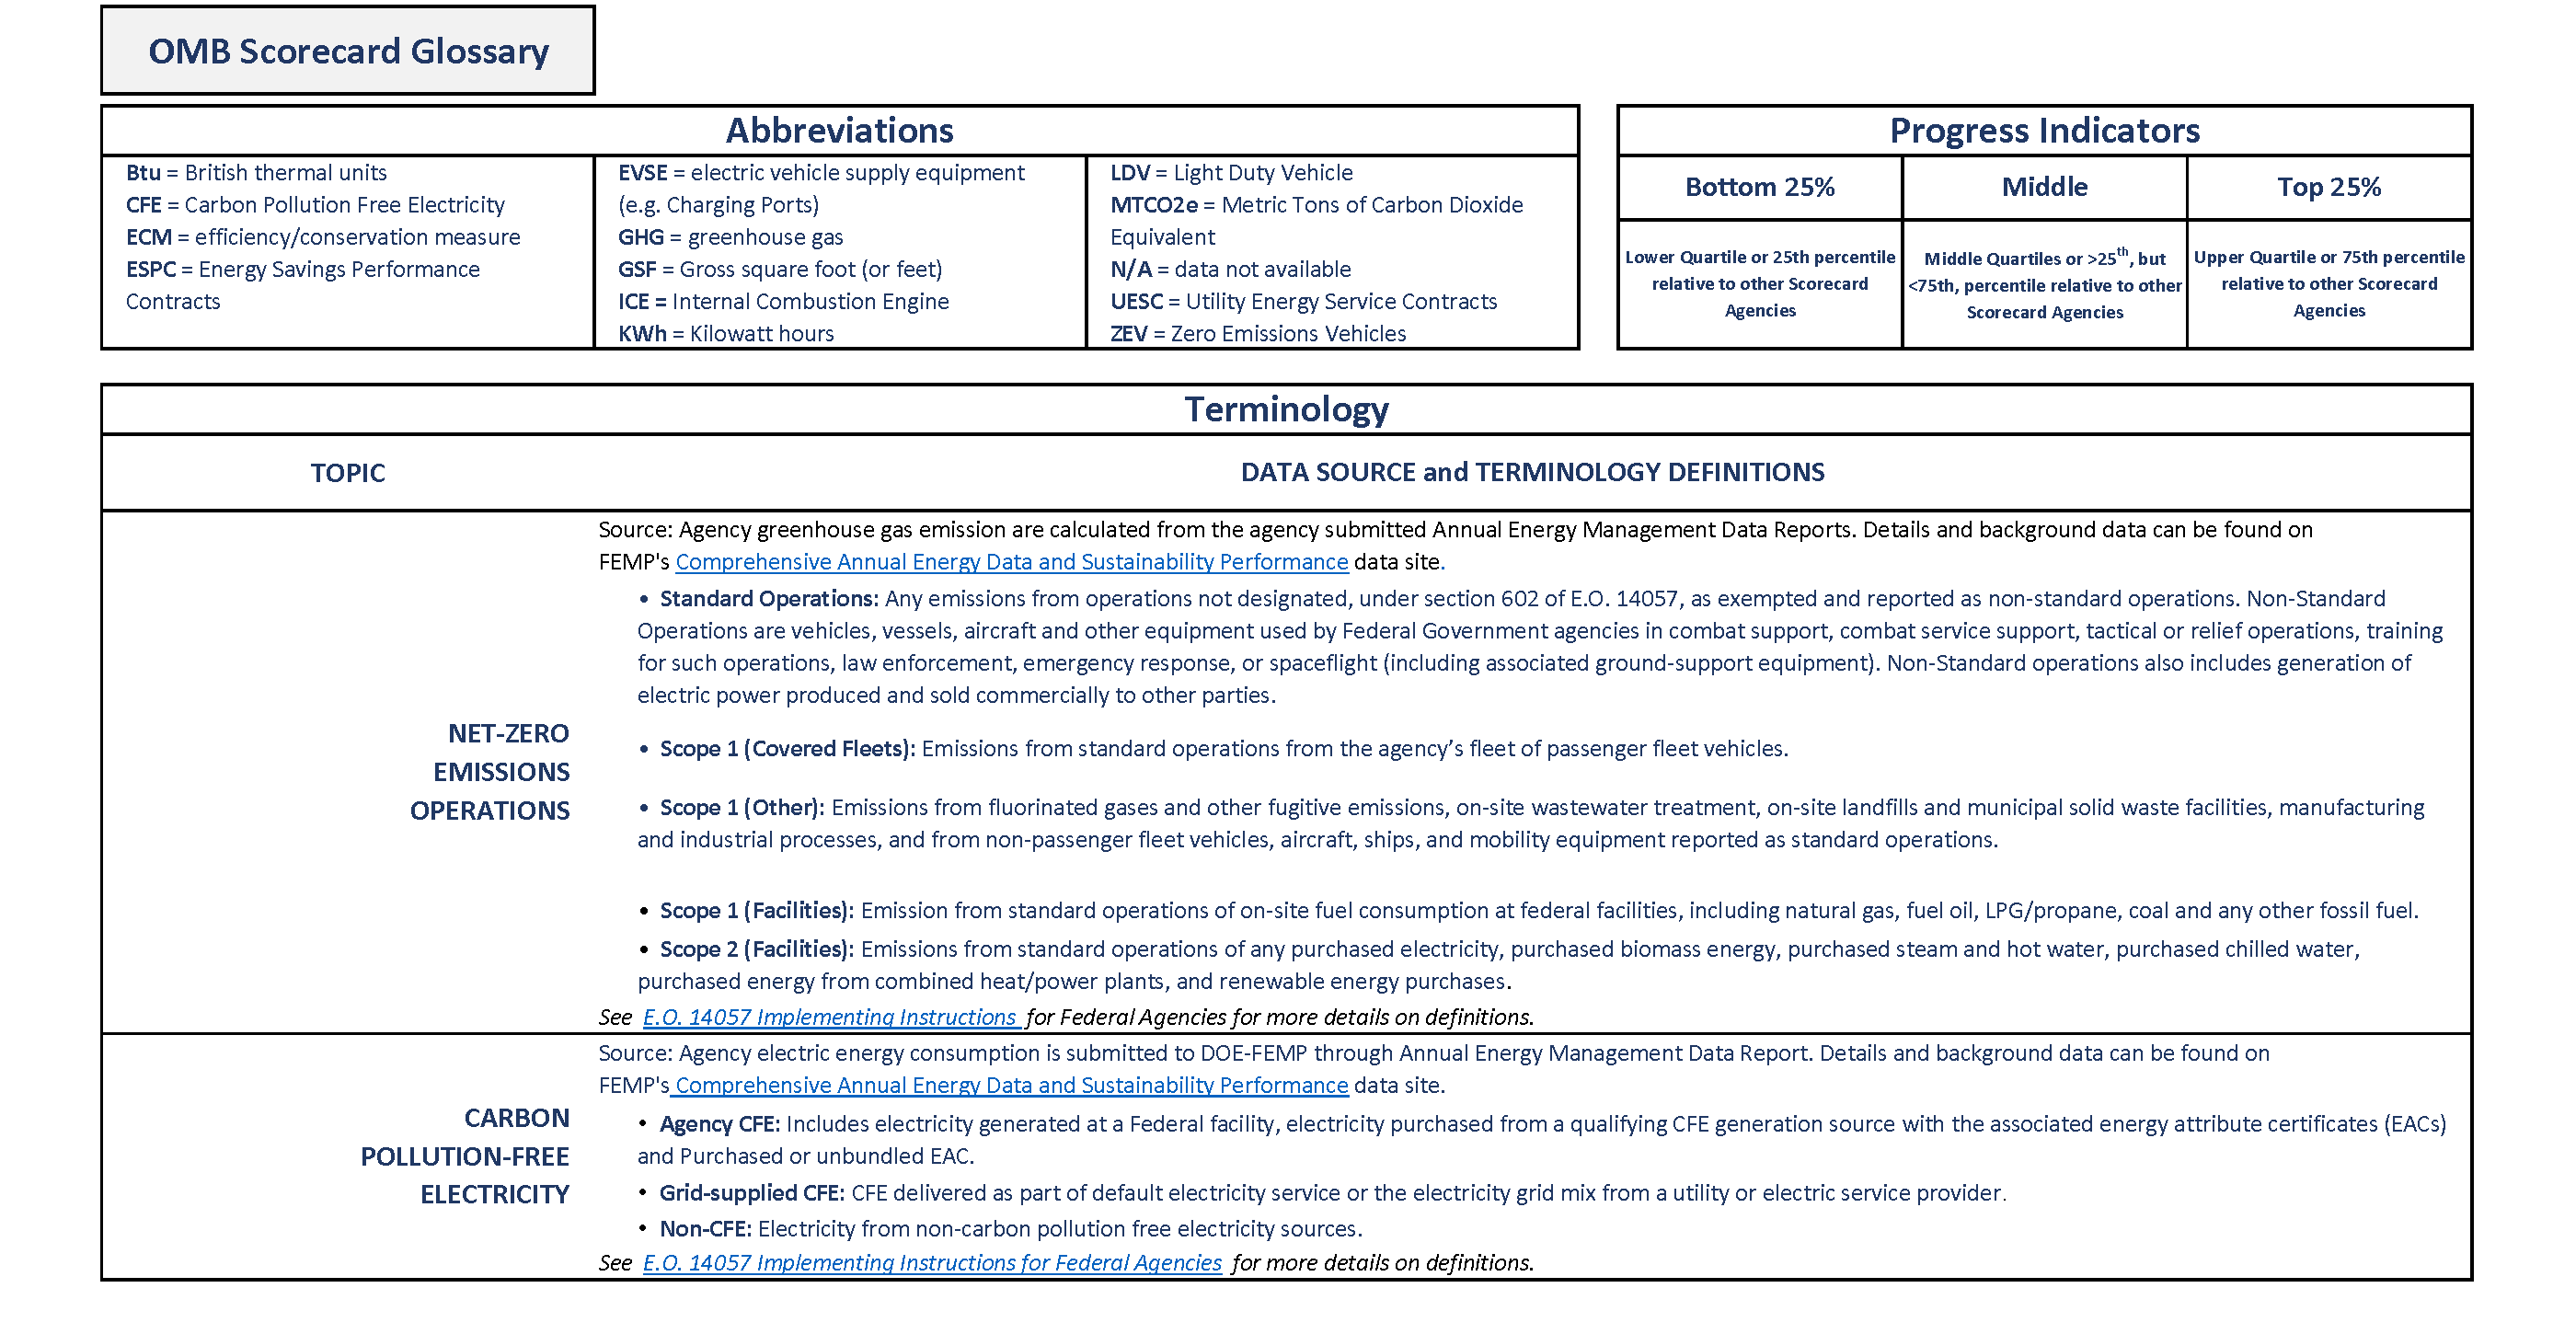 OMB Scorecard Glossary
Abbreviations
Btu = British thermal units
CFE = Carbon Pollution Free Electricity
ECM = efficiency/conservation measure
ESPC = Energy Savings Performance
Contracts
EVSE = electric vehicle supply equipment
(e.g. Charging Ports)
GHG = greenhouse gas
GSF = Gross square foot (or feet)
ICE = Internal Combustion Engine
KWh = Kilowatt hours
LDV = Light Duty Vehicle
MTCO2e = Metric Tons of Carbon Dioxide
Equivalent
N/A = data not available
UESC = Utility Energy Service Contracts
ZEV = Zero Emissions Vehicles
Progress Indicators
Bottom 25%
Middle
Top 25%
Lower Quartile or 25th percentile
relative to other Scorecard
Agencies
Middle Quartiles or >25th, but
<75th, percentile relative to other
Scorecard Agencies
Upper Quartile or 75th percentile
relative to other Scorecard
Agencies
Terminology
TOPIC
DATA SOURCE and TERMINOLOGY DEFINITIONS
NET-ZERO
EMISSIONS
OPERATIONS
Source: Agency greenhouse gas emission are calculated from the agency submitted Annual Energy Management Data Reports. Details and background data can be found on
FEMP's Comprehensive Annual Energy Data and Sustainability Performance data site.
• Standard Operations: Any emissions from operations not designated, under section 602 of E.O. 14057, as exempted and reported as non-standard operations. Non-Standard
Operations are vehicles, vessels, aircraft and other equipment used by Federal Government agencies in combat support, combat service support, tactical or relief operations, training
for such operations, law enforcement, emergency response, or spaceflight (including associated ground-support equipment). Non-Standard operations also includes generation of
electric power produced and sold commercially to other parties.
• Scope 1 (Covered Fleets): Emissions from standard operations from the agency’s fleet of passenger fleet vehicles.
• Scope 1 (Other): Emissions from fluorinated gases and other fugitive emissions, on-site wastewater treatment, on-site landfills and municipal solid waste facilities, manufacturing
and industrial processes, and from non-passenger fleet vehicles, aircraft, ships, and mobility equipment reported as standard operations.
• Scope 1 (Facilities): Emission from standard operations of on-site fuel consumption at federal facilities, including natural gas, fuel oil, LPG/propane, coal and any other fossil fuel.
• Scope 2 (Facilities): Emissions from standard operations of any purchased electricity, purchased biomass energy, purchased steam and hot water, purchased chilled water,
purchased energy from combined heat/power plants, and renewable energy purchases.
See E.O. 14057 Implementing Instructions for Federal Agencies for more details on definitions.
CARBON
POLLUTION-FREE
ELECTRICITY
Source: Agency electric energy consumption is submitted to DOE-FEMP through Annual Energy Management Data Report. Details and background data can be found on
FEMP's Comprehensive Annual Energy Data and Sustainability Performance data site.
• Agency CFE: Includes electricity generated at a Federal facility, electricity purchased from a qualifying CFE generation source with the associated energy attribute certificates (EACs)
and Purchased or unbundled EAC.
• Grid-supplied CFE: CFE delivered as part of default electricity service or the electricity grid mix from a utility or electric service provider.
• Non-CFE: Electricity from non-carbon pollution free electricity sources.
See E.O. 14057 Implementing Instructions for Federal Agencies for more details on definitions.